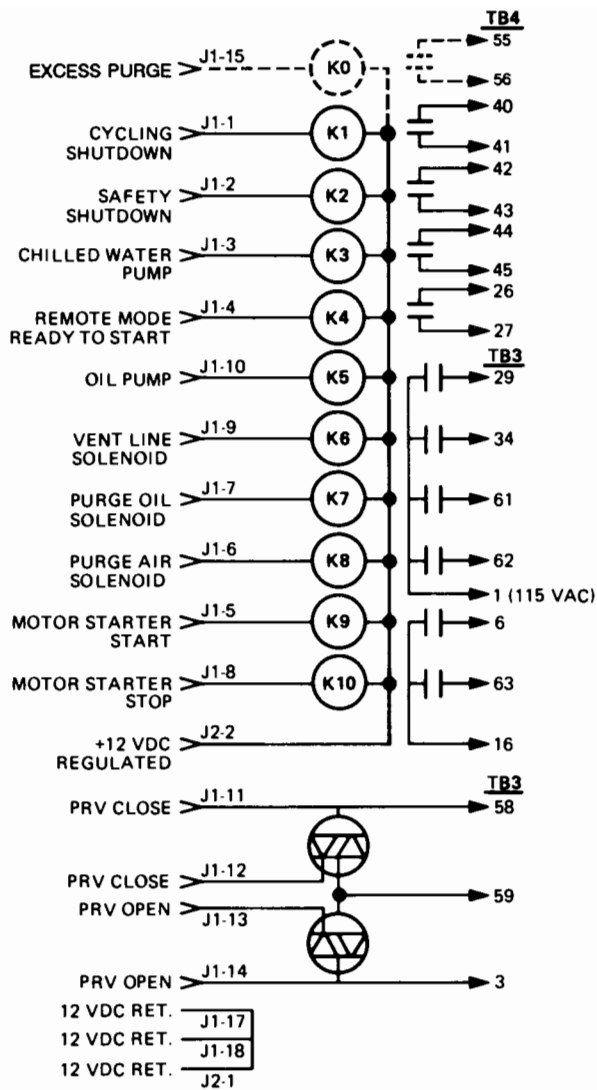 TB4
EXCESS PURGE J1-15 K0 55
56
CYCLING SHUTDOWN J1-1 K1 40
41
SAFETY SHUTDOWN J1-2 K2 42
43
CHILLED WATER PUMP J1-3 K3 44
45
REMOTE MODE READY TO START J1-4 K4 26
27
TB3
OIL PUMP J1-10 K5 29
VENT LINE SOLENOID J1-9 K6 34
PURGE OIL SOLENOID J1-7 K7 61
PURGE AIR SOLENOID J1-6 K8 62
1 (115 VAC)
MOTOR STARTER START J1-5 K9 6
MOTOR STARTER STOP J1-8 K10 63
+12 VDC REGULATED J2-2 16
TB3
PRV CLOSE J1-11 58
PRV CLOSE J1-12 59
PRV OPEN J1-13
PRV OPEN J1-14 3
12 VDC RET. J1-17
12 VDC RET. J1-18
12 VDC RET. J2-1